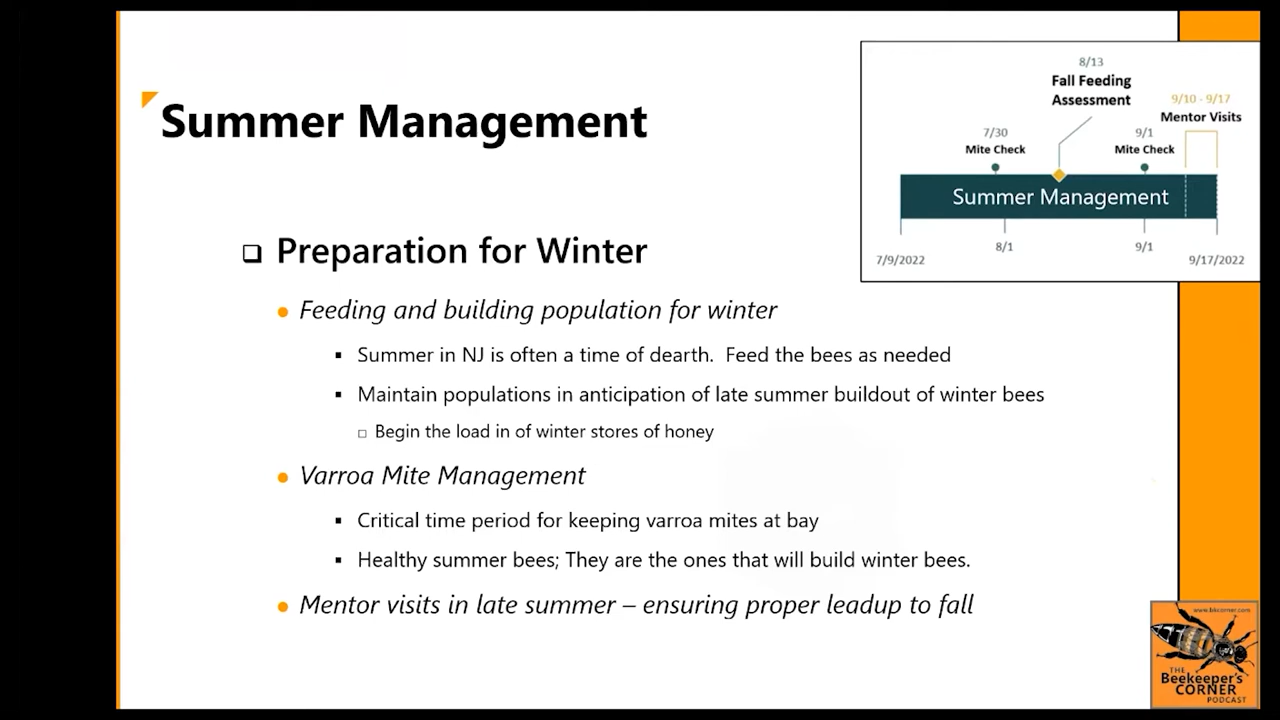 Summer Management
8/13
Fall Feeding
Assessment
9/10 - 9/17
Mentor Visits
7/30
Mite Check
9/1
Mite Check
Summer Management
8/1
9/1
7/9/2022
9/17/2022
Preparation for Winter
Feeding and building population for winter
Summer in NJ is often a time of dearth. Feed the bees as needed
Maintain populations in anticipation of late summer buildout of winter bees
Begin the load in of winter stores of honey
Varroa Mite Management
Critical time period for keeping varroa mites at bay
Healthy summer bees; They are the ones that will build winter bees.
Mentor visits in late summer – ensuring proper leadup to fall
www.bkcorner.com
THE
Beekeeper's
CORNER
PODCAST